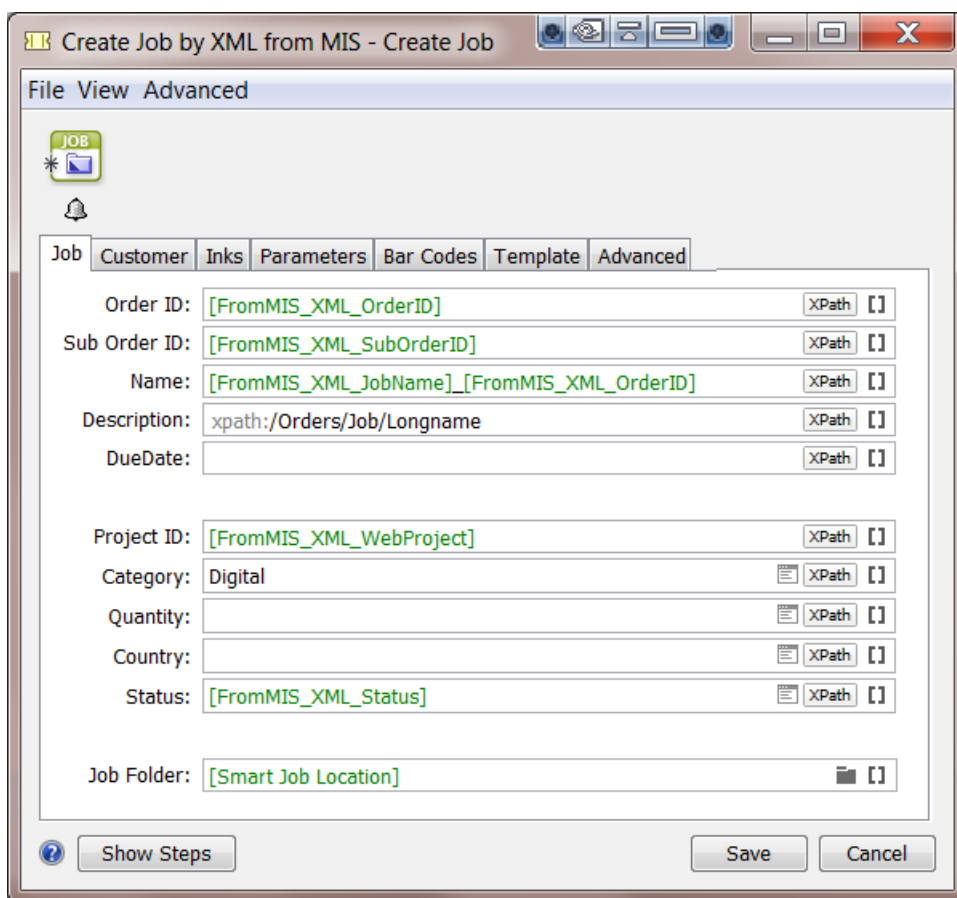 Create Job by XML from MIS - Create Job
File View Advanced
JOB
Job Customer Inks Parameters Bar Codes Template Advanced
Order ID: [FromMIS_XML_OrderID] XPath []
Sub Order ID: [FromMIS_XML_SubOrderID] XPath []
Name: [FromMIS_XML_JobName]_[FromMIS_XML_OrderID] XPath []
Description: xpath:/Orders/Job/Longname XPath []
DueDate: XPath []
Project ID: [FromMIS_XML_WebProject] XPath []
Category: Digital XPath []
Quantity: XPath []
Country: XPath []
Status: [FromMIS_XML_Status] XPath []
Job Folder: [Smart Job Location] []
? Show Steps Save Cancel